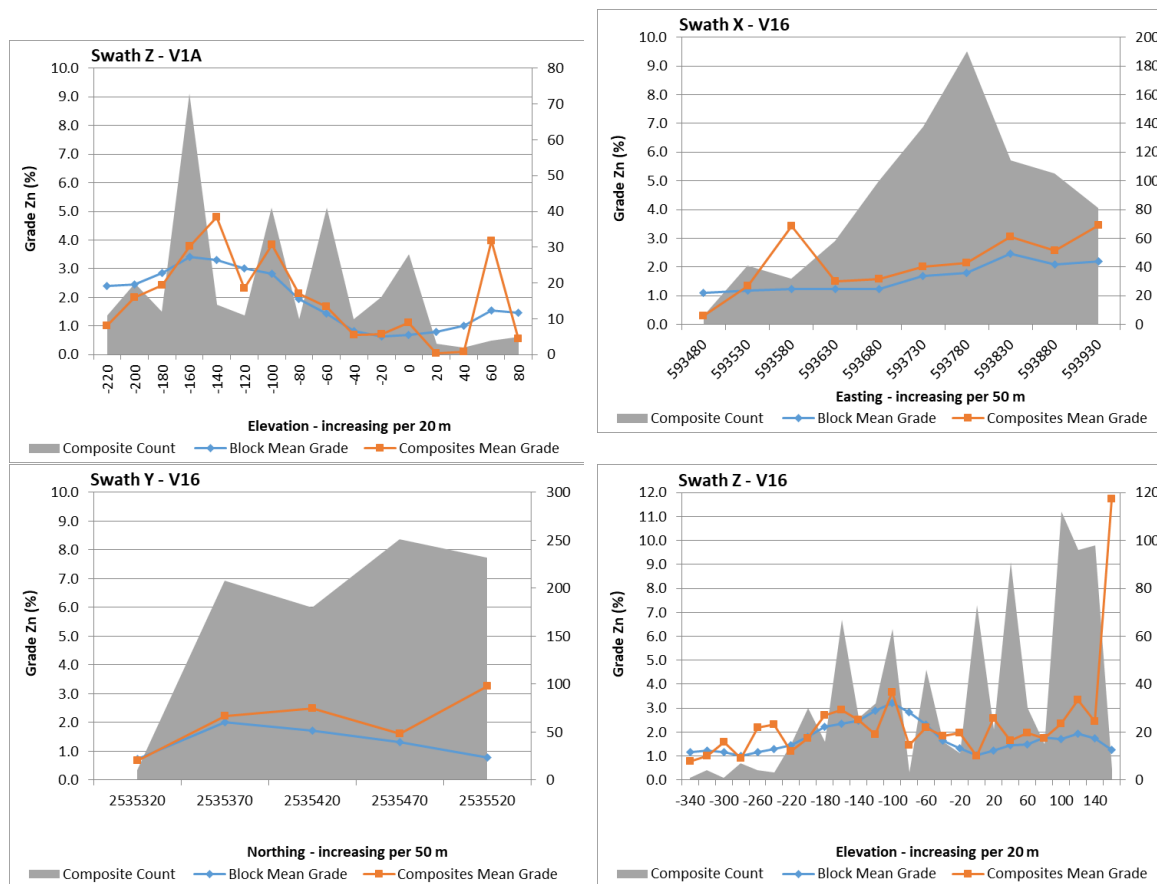 Swath Z - V1A
10.0 9.0 8.0 7.0 6.0 5.0 4.0 3.0 2.0 1.0 0.0
Grade Zn (%)
80 70 60 50 40 30 20 10 0
-220 -200 -180 -160 -140 -120 -100 -80 -60 -40 -20 0 20 40 60 80
Elevation - increasing per 20 m
Composite Count Block Mean Grade Composites Mean Grade
Swath X - V16
10.0 9.0 8.0 7.0 6.0 5.0 4.0 3.0 2.0 1.0 0.0
Grade Zn (%)
200 180 160 140 120 100 80 60 40 20 0
593480 593530 593580 593630 593680 593730 593780 593830 593880 593930
Easting - increasing per 50 m
Composite Count Block Mean Grade Composites Mean Grade
Swath Y - V16
10.0 9.0 8.0 7.0 6.0 5.0 4.0 3.0 2.0 1.0 0.0
Grade Zn (%)
300 250 200 150 100 50 0
2535320 2535370 2535420 2535470 2535520
Northing - increasing per 50 m
Composite Count Block Mean Grade Composites Mean Grade
Swath Z - V16
12.0 11.0 10.0 9.0 8.0 7.0 6.0 5.0 4.0 3.0 2.0 1.0 0.0
Grade Zn (%)
120 100 80 60 40 20 0
-340 -300 -260 -220 -180 -140 -100 -60 -20 20 60 100 140
Elevation - increasing per 20 m
Composite Count Block Mean Grade Composites Mean Grade